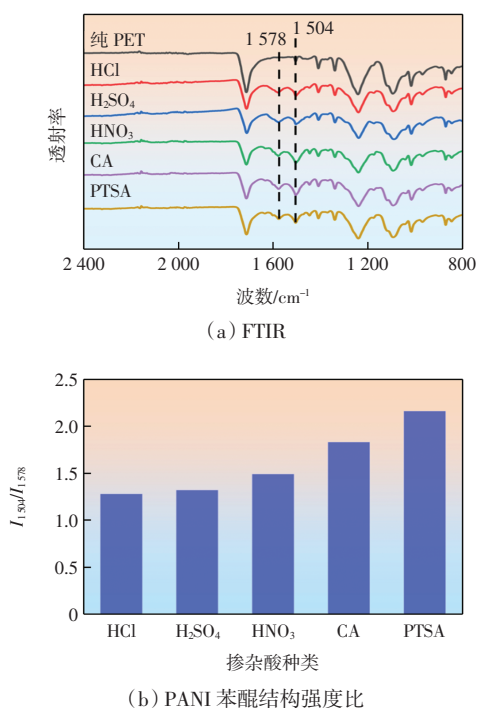 1 578
1 504
纯 PET
HCl
H₂SO₄
HNO₃
CA
PTSA
透射率
2 400 2 000 1 600 1 200 800
波数/cm⁻¹
(a) FTIR
2.5
2.0
1.5
1.0
0.5
0
I₁ ₅₀₄/I₁ ₅₇₈
HCl H₂SO₄ HNO₃ CA PTSA
掺杂酸种类
(b) PANI 苯醌结构强度比